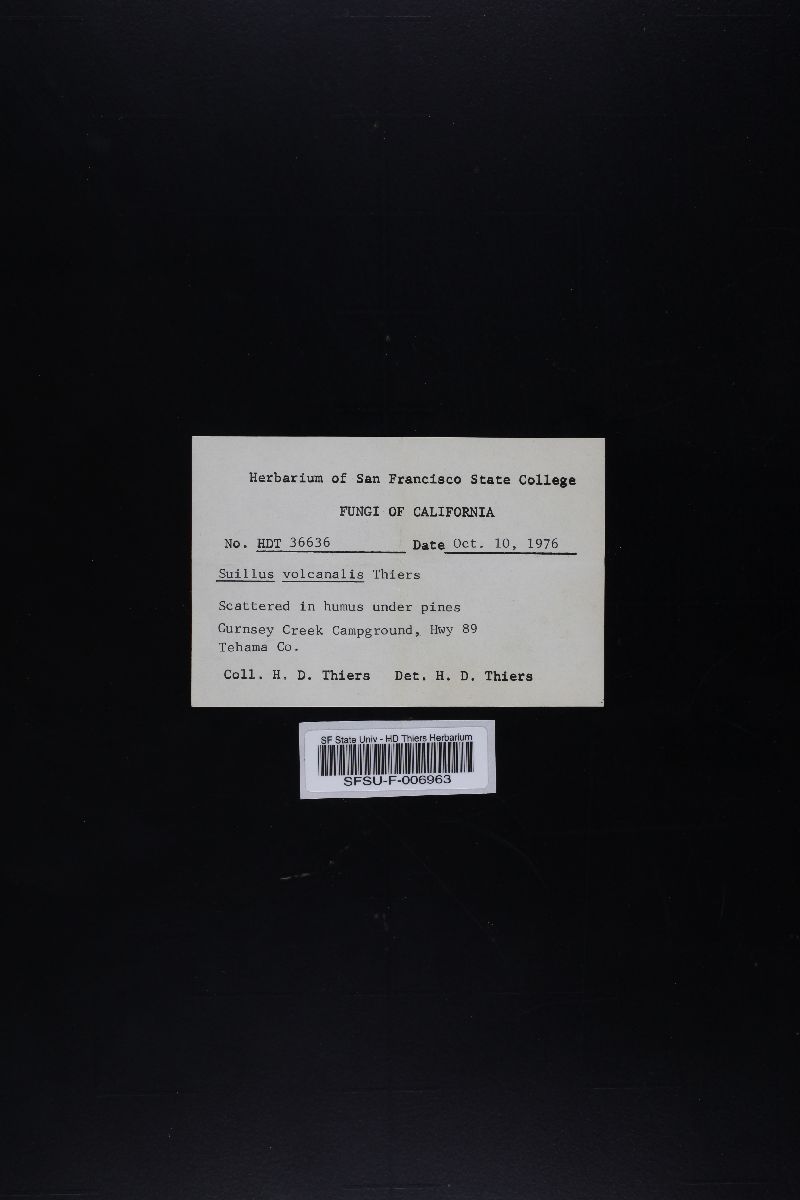 Herbarium of San Francisco State College
FUNGI OF CALIFORNIA
No. HDT 36636 Date Oct. 10, 1976
Suillus volcanalis Thiers
Scattered in humus under pines
Gurnsey Creek Campground, Hwy 89
Tehama Co.
Coll. H. D. Thiers Det. H. D. Thiers
SF State Univ - HD Thiers Herbarium
SFSU-F-006963